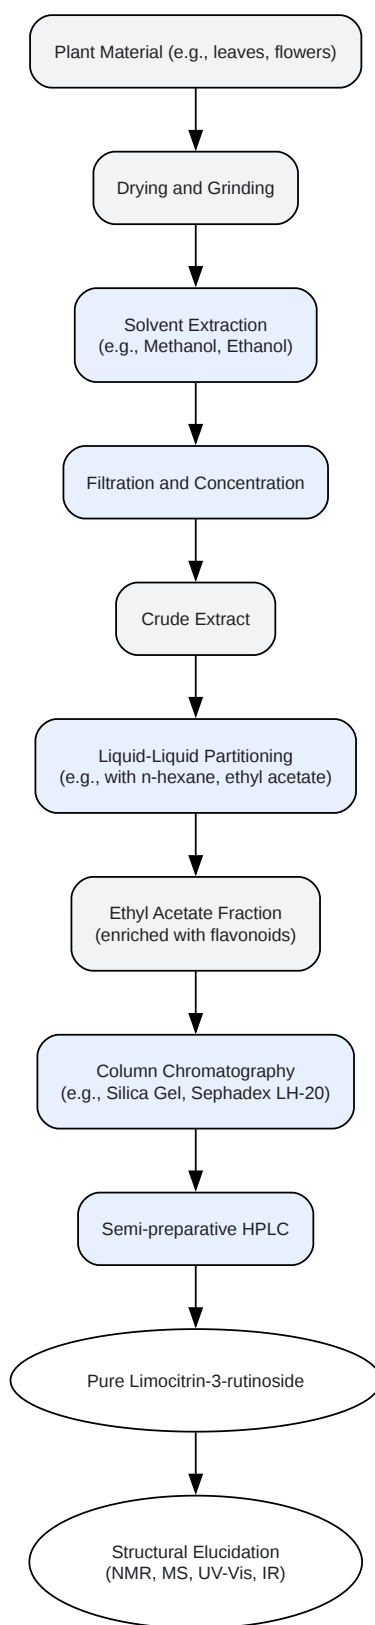 Plant Material (e.g., leaves, flowers)
Drying and Grinding
Solvent Extraction
(e.g., Methanol, Ethanol)
Filtration and Concentration
Crude Extract
Liquid-Liquid Partitioning
(e.g., with n-hexane, ethyl acetate)
Ethyl Acetate Fraction
(enriched with flavonoids)
Column Chromatography
(e.g., Silica Gel, Sephadex LH-20)
Semi-preparative HPLC
Pure Limocitrin-3-rutinoside
Structural Elucidation
(NMR, MS, UV-Vis, IR)